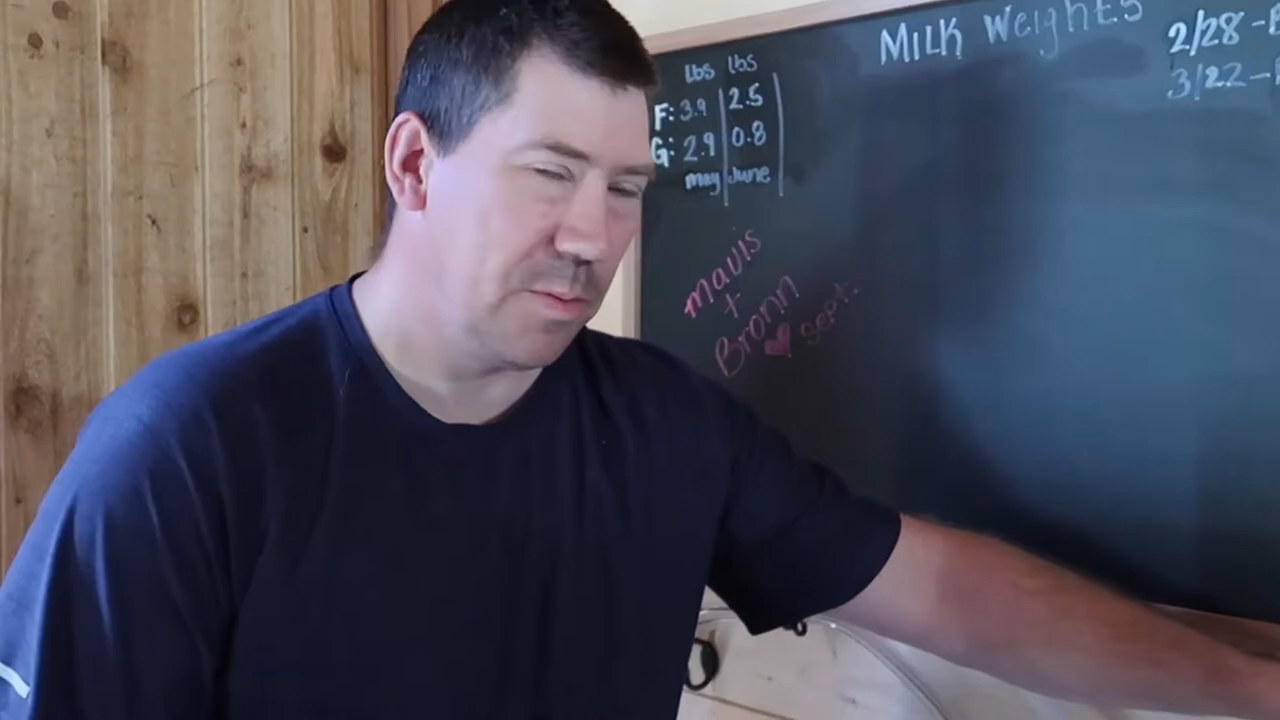 Milk Weights
2/28 -
3/22 -
lbs lbs
F: 3.9 2.5
G: 2.9 0.8
may June
mavis
+
Bronn
♥ Sept.